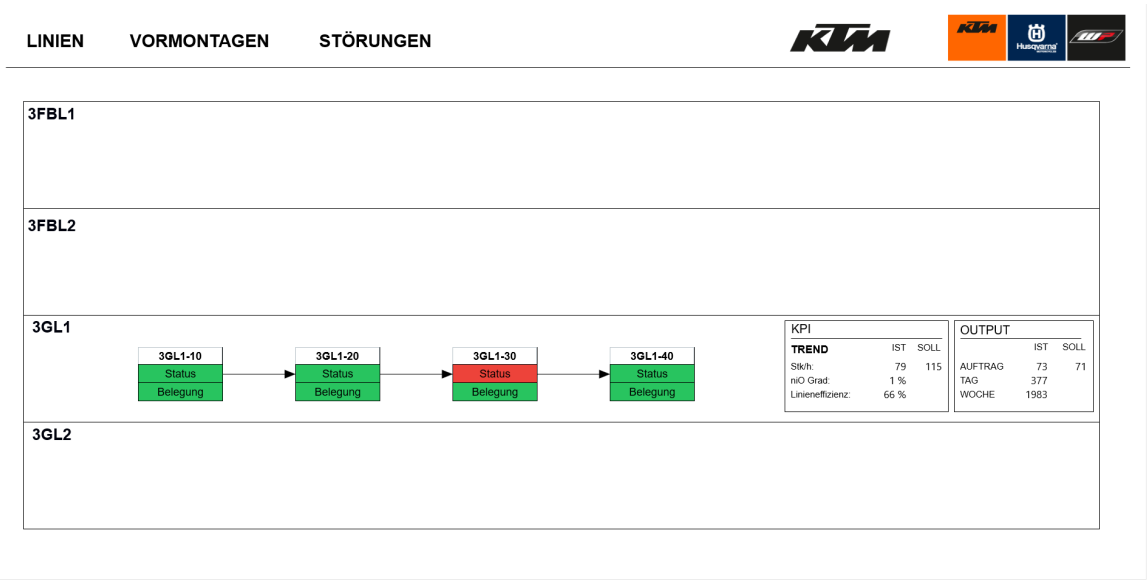 LINIEN VORMONTAGEN STÖRUNGEN KTM KTM Husqvarna WP
3FBL1
3FBL2
3GL1
3GL1-10 3GL1-20 3GL1-30 3GL1-40
Status Status Status Status
Belegung Belegung Belegung Belegung
KPI
TREND IST SOLL
Stk/h: 79 115
niO Grad: 1 %
Linieneffizienz: 66 %
OUTPUT
IST SOLL
AUFTRAG 73 71
TAG 377
WOCHE 1983
3GL2